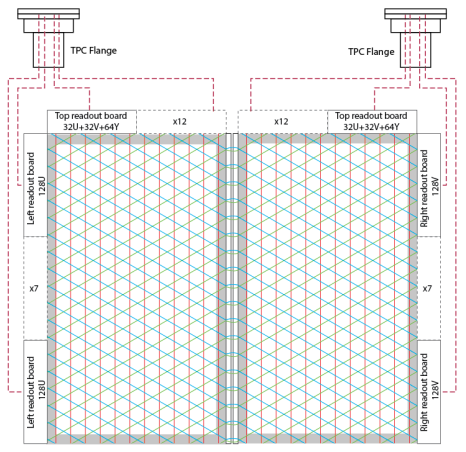 TPC Flange
TPC Flange
Top readout board
32U+32V+64Y
x12
x12
Top readout board
32U+32V+64Y
Left readout board
128U
Right readout board
128V
x7
x7
Left readout board
128U
Right readout board
128V